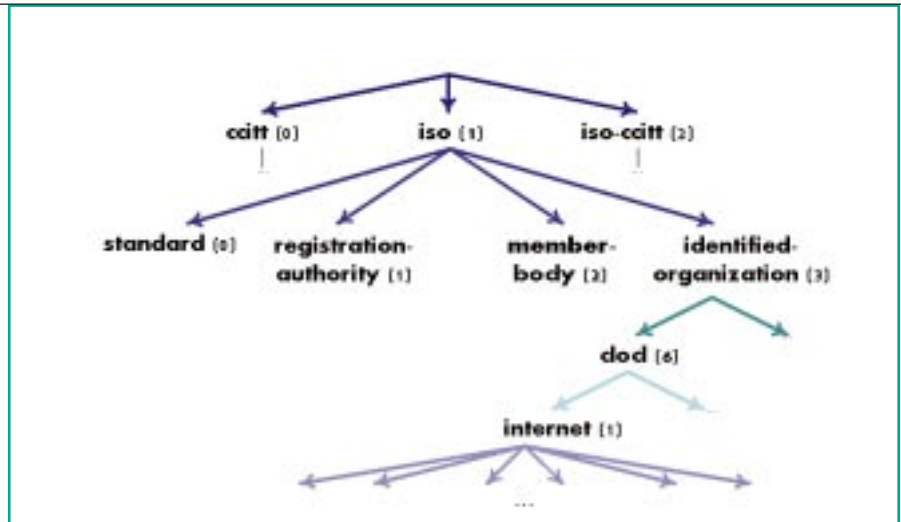 ccitt (0) iso (1) iso-ccitt (2)
standard (0) registration- member- identified-
authority (1) body (2) organization (3)
dod (6)
internet (1)
...